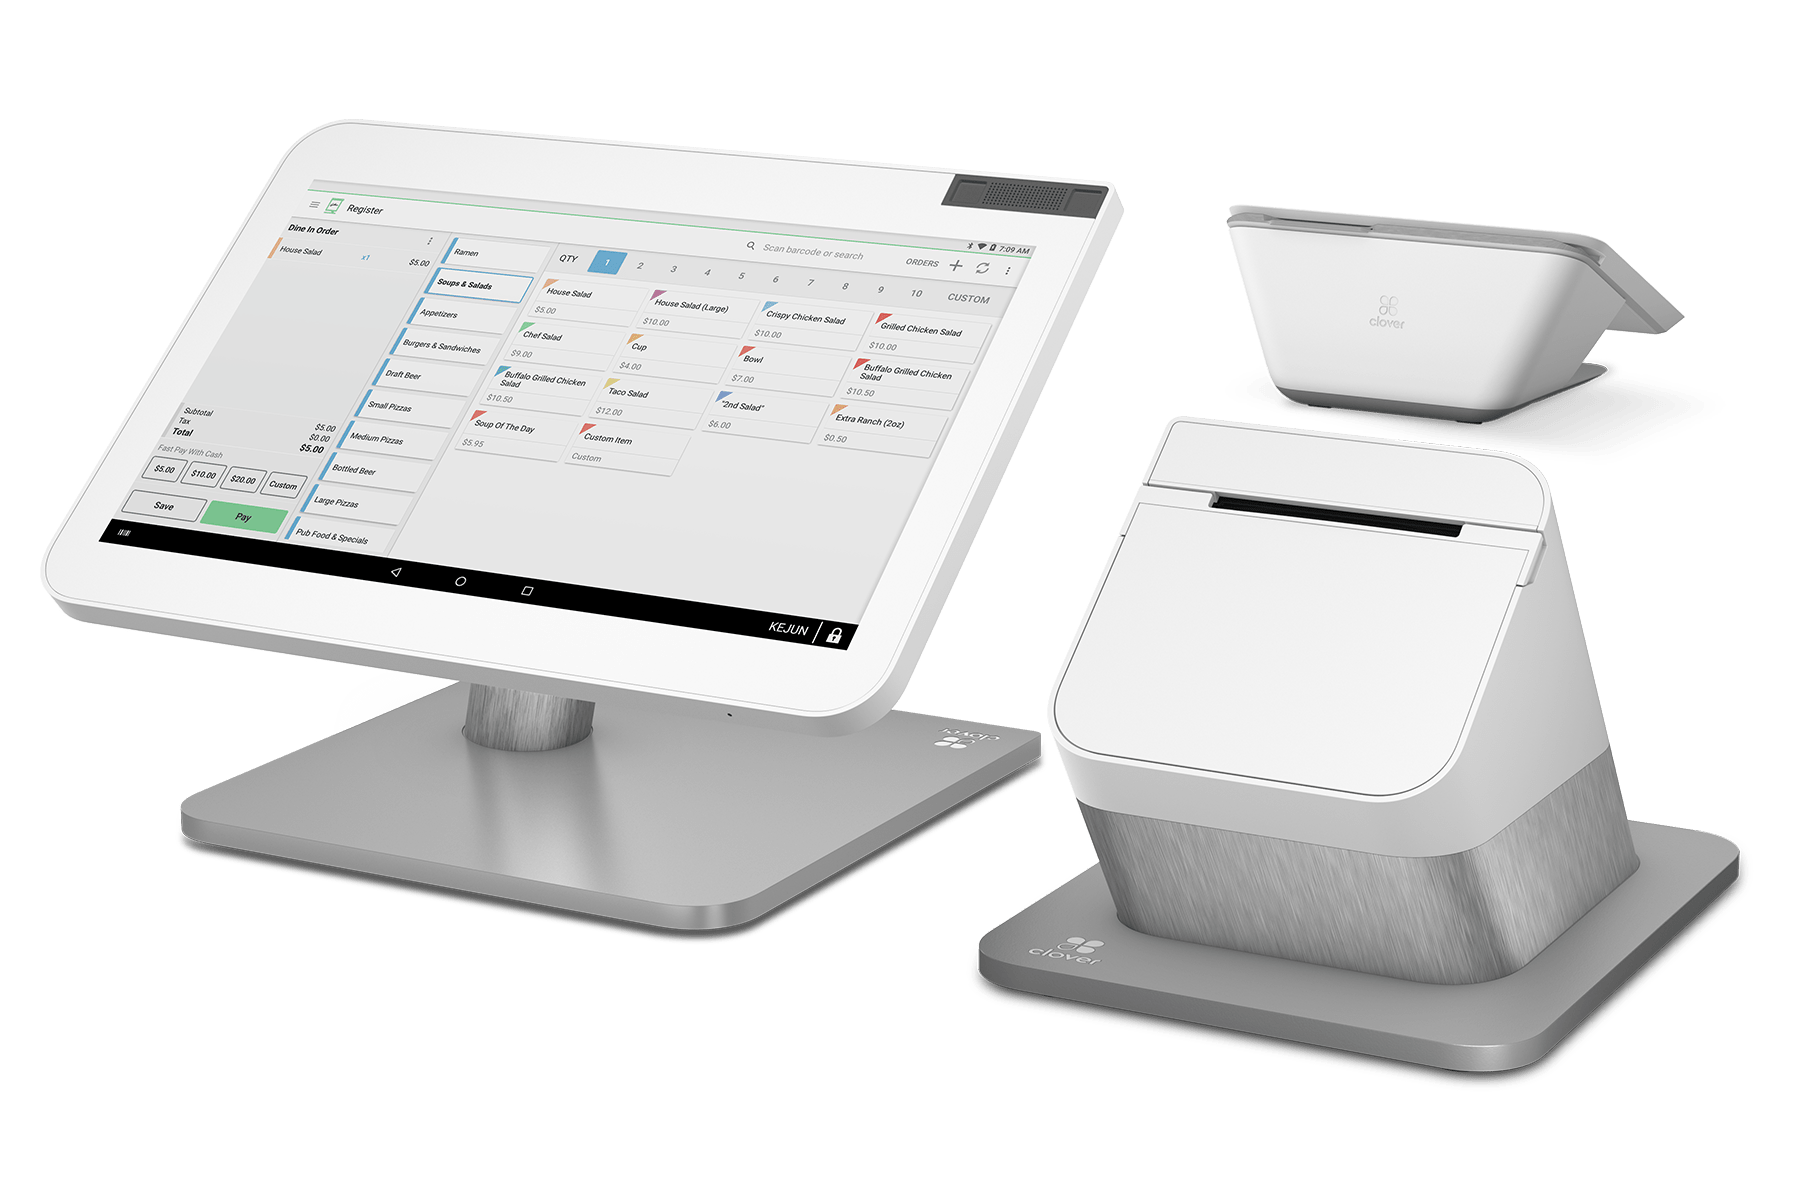 Register
7:09 AM
Scan barcode or search
ORDERS
Dine In Order
House Salad x1 $5.00
Subtotal $5.00
Tax $0.00
Total $5.00
Fast Pay With Cash
$5.00 $10.00 $20.00 Custom
Save Pay
Ramen
Soups & Salads
Appetizers
Burgers & Sandwiches
Draft Beer
Small Pizzas
Medium Pizzas
Bottled Beer
Large Pizzas
Pub Food & Specials
QTY 1 2 3 4 5 6 7 8 9 10 CUSTOM
House Salad
$5.00
House Salad (Large)
$10.00
Crispy Chicken Salad
$10.00
Grilled Chicken Salad
$10.00
Chef Salad
$9.00
Cup
$4.00
Bowl
$7.00
Buffalo Grilled Chicken
Salad
$10.50
Buffalo Grilled Chicken
Salad
$10.50
Taco Salad
$12.00
"2nd Salad"
$6.00
Extra Ranch (2oz)
$0.50
Soup Of The Day
$5.95
Custom Item
Custom
KEJUN
clover
clover
clover